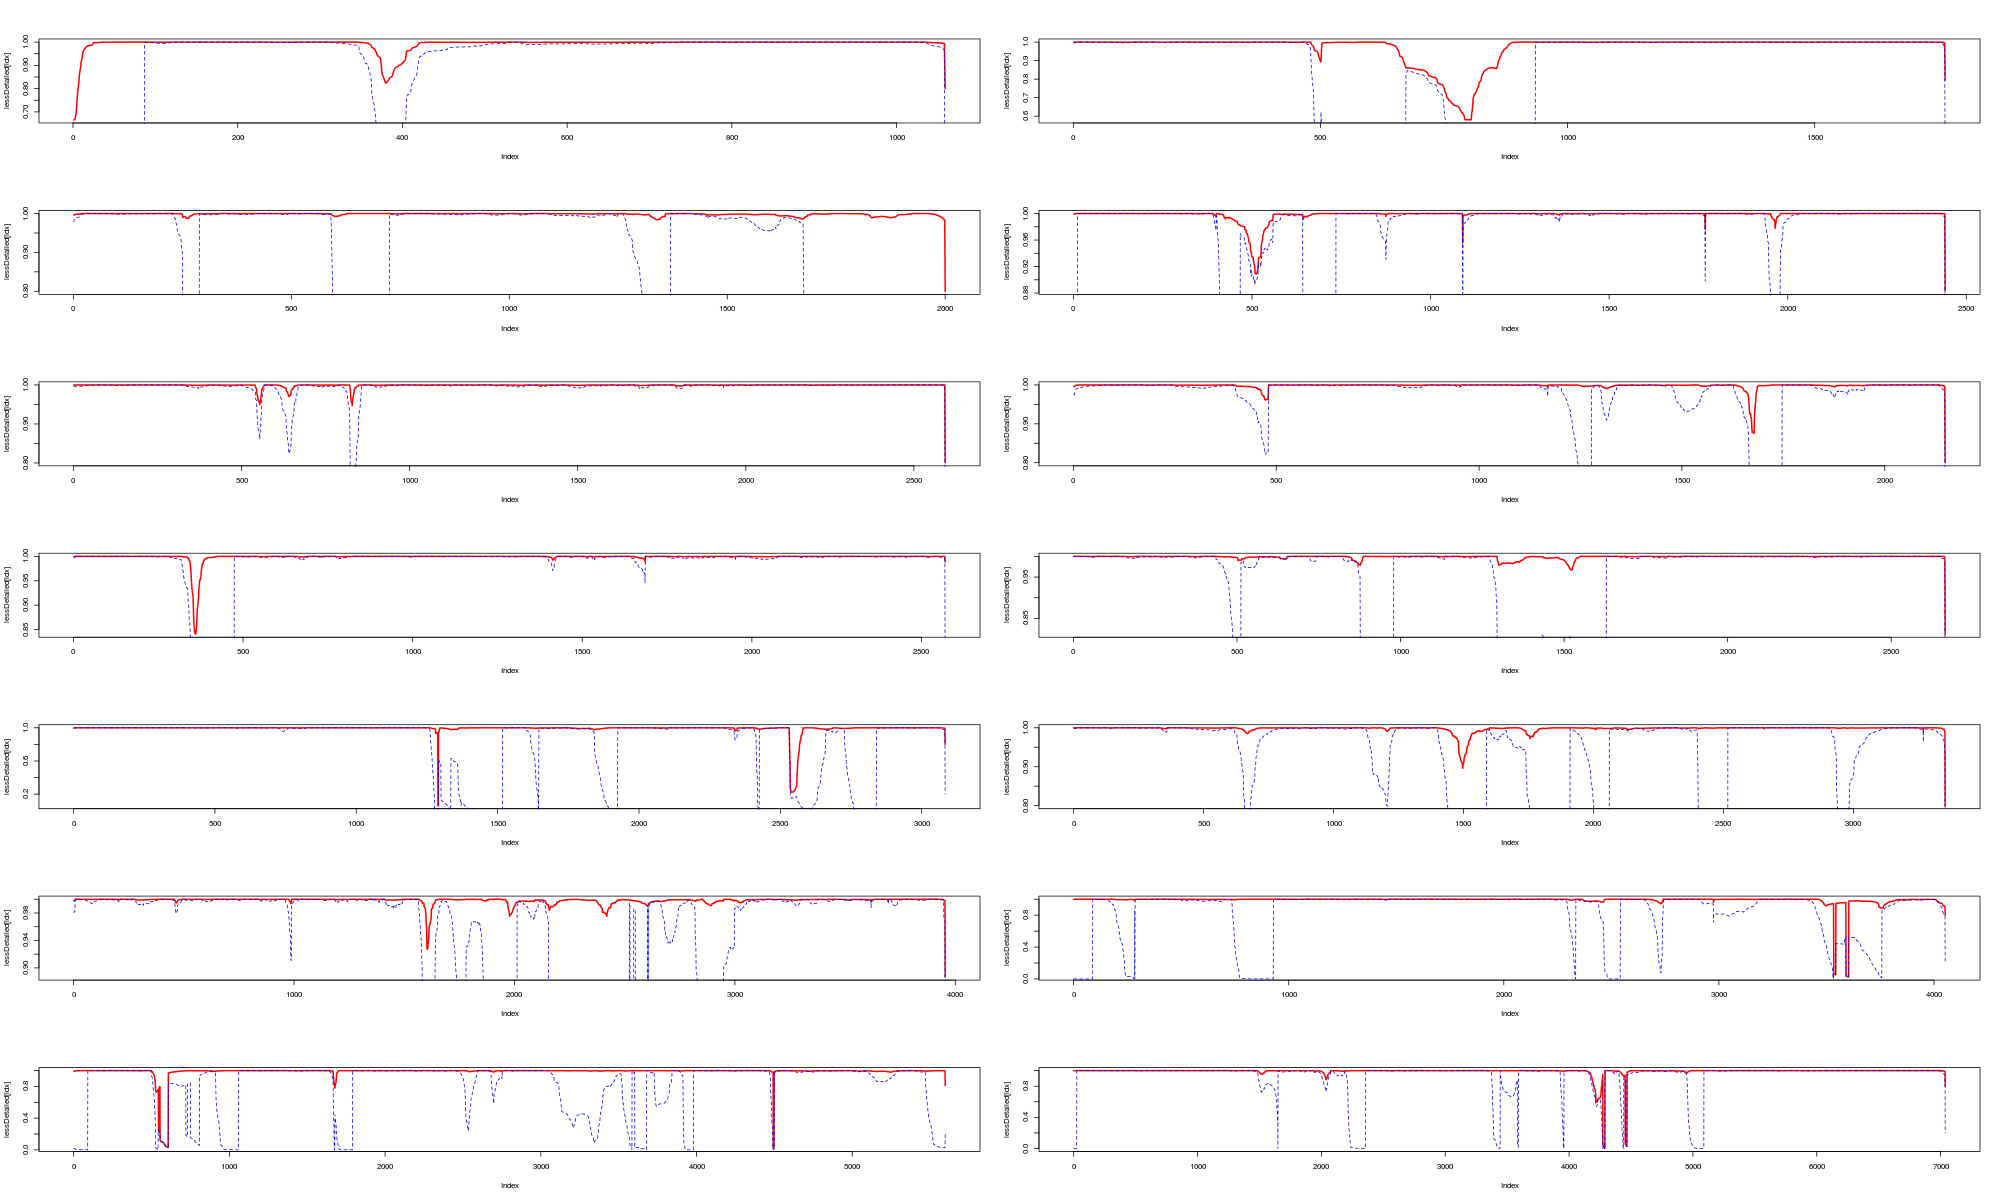 lessDetailed[idx]
0.70 0.80 0.90 1.00
0 200 400 600 800 1000
Index
lessDetailed[idx]
0.6 0.7 0.8 0.9 1.0
0 500 1000 1500
Index
lessDetailed[idx]
0.80 0.90 1.00
0 500 1000 1500 2000
Index
lessDetailed[idx]
0.88 0.92 0.96 1.00
0 500 1000 1500 2000 2500
Index
lessDetailed[idx]
0.80 0.90 1.00
0 500 1000 1500 2000 2500
Index
lessDetailed[idx]
0.80 0.90 1.00
0 500 1000 1500 2000
Index
lessDetailed[idx]
0.85 0.90 0.95 1.00
0 500 1000 1500 2000 2500
Index
lessDetailed[idx]
0.85 0.95
0 500 1000 1500 2000 2500
Index
lessDetailed[idx]
0.2 0.6 1.0
0 500 1000 1500 2000 2500 3000
Index
lessDetailed[idx]
0.80 0.90 1.00
0 500 1000 1500 2000 2500 3000
Index
lessDetailed[idx]
0.90 0.94 0.98
0 1000 2000 3000 4000
Index
lessDetailed[idx]
0.0 0.4 0.8
0 1000 2000 3000 4000
Index
lessDetailed[idx]
0.0 0.4 0.8
0 1000 2000 3000 4000 5000
Index
lessDetailed[idx]
0.0 0.4 0.8
0 1000 2000 3000 4000 5000 6000 7000
Index